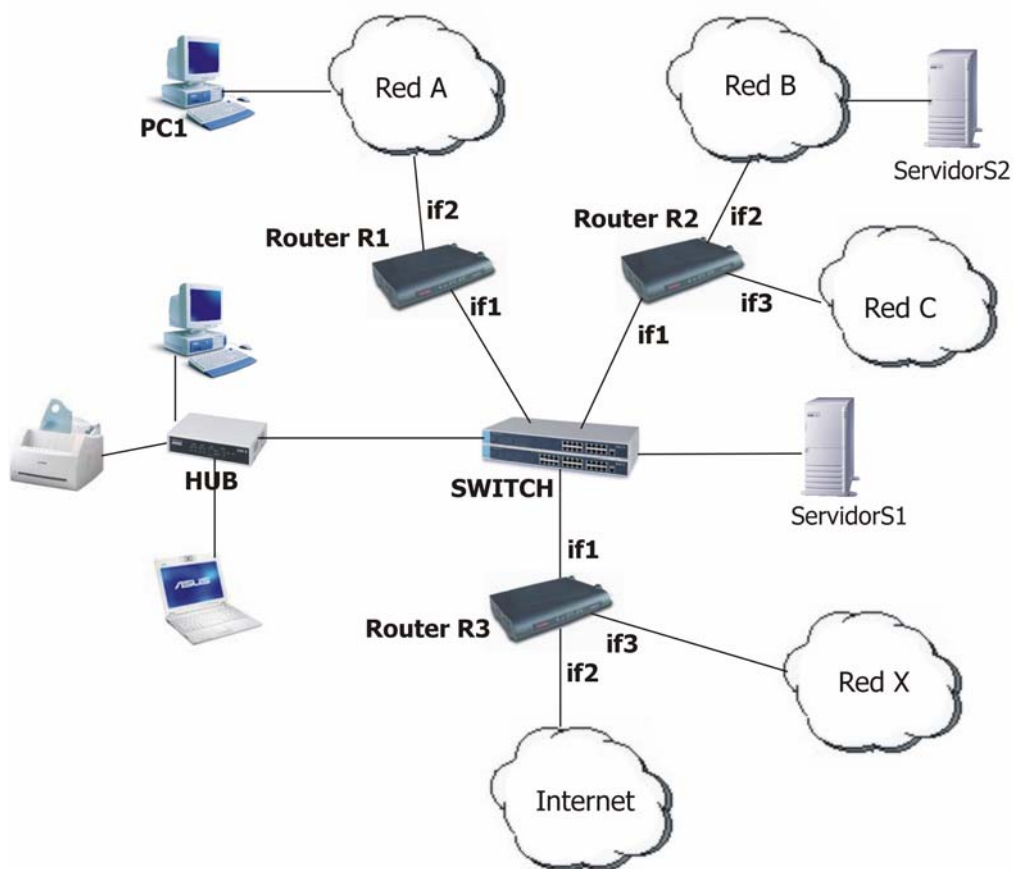 Red A
Red B
PC1
ServidorS2
if2
if2
Router R1
Router R2
if1
if3
Red C
if1
HUB
SWITCH
ServidorS1
ASUS
if1
Router R3
if3
if2
Red X
Internet